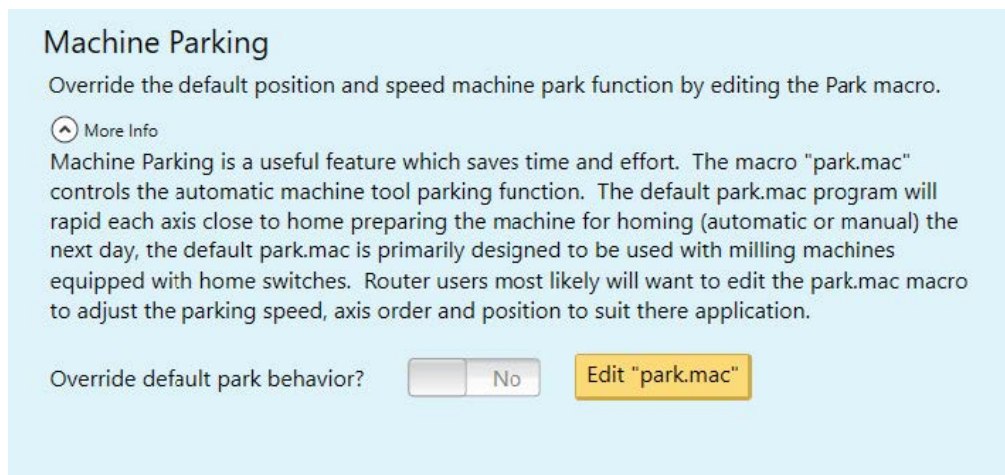 Machine Parking
Override the default position and speed machine park function by editing the Park macro.
More Info
Machine Parking is a useful feature which saves time and effort.  The macro "park.mac"
controls the automatic machine tool parking function.  The default park.mac program will
rapid each axis close to home preparing the machine for homing (automatic or manual) the
next day, the default park.mac is primarily designed to be used with milling machines
equipped with home switches.  Router users most likely will want to edit the park.mac macro
to adjust the parking speed, axis order and position to suit there application.
Override default park behavior? No Edit "park.mac"